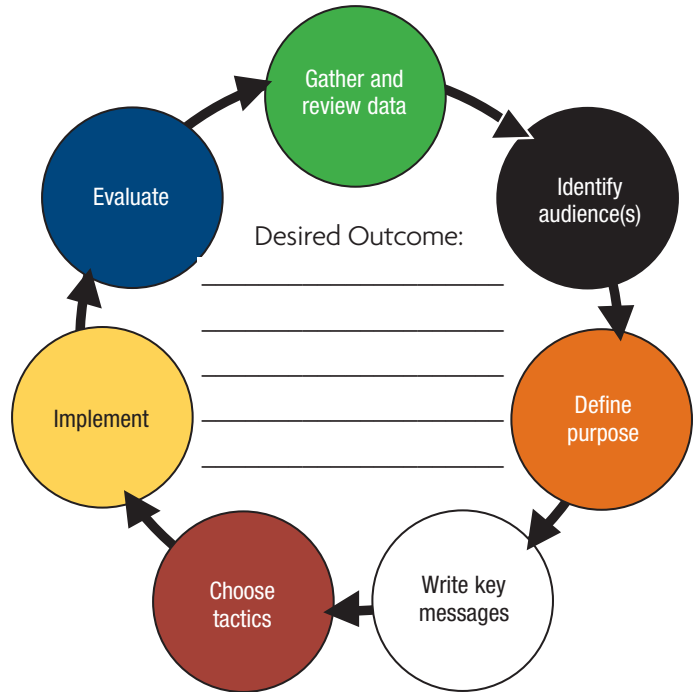 Gather and
review data
Identify
audience(s)
Define
purpose
Write key
messages
Choose
tactics
Implement
Evaluate
Desired Outcome: